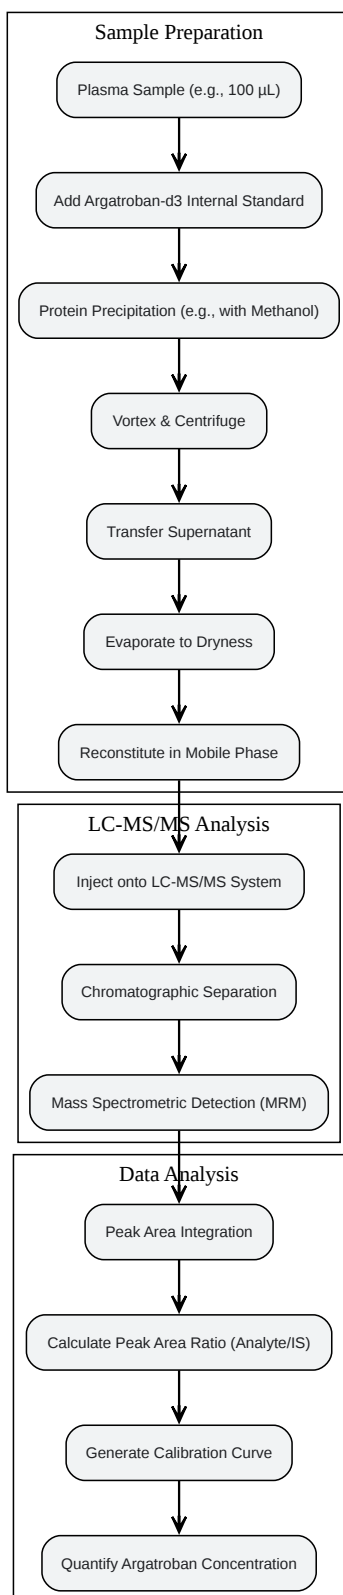 Sample Preparation
Plasma Sample (e.g., 100 µL)
Add Argatroban-d3 Internal Standard
Protein Precipitation (e.g., with Methanol)
Vortex & Centrifuge
Transfer Supernatant
Evaporate to Dryness
Reconstitute in Mobile Phase
LC-MS/MS Analysis
Inject onto LC-MS/MS System
Chromatographic Separation
Mass Spectrometric Detection (MRM)
Data Analysis
Peak Area Integration
Calculate Peak Area Ratio (Analyte/IS)
Generate Calibration Curve
Quantify Argatroban Concentration